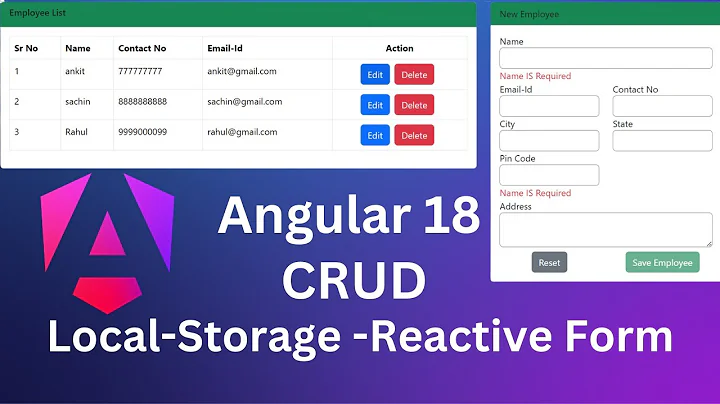 Employee List
Sr No Name Contact No Email-Id Action
1 ankit 777777777 ankit@gmail.com Edit Delete
2 sachin 8888888888 sachin@gmail.com Edit Delete
3 Rahul 9999000099 rahul@gmail.com Edit Delete
New Employee
Name
Name IS Required
Email-Id Contact No
City State
Pin Code
Name IS Required
Address
Reset Save Employee
Angular 18
CRUD
Local-Storage -Reactive Form